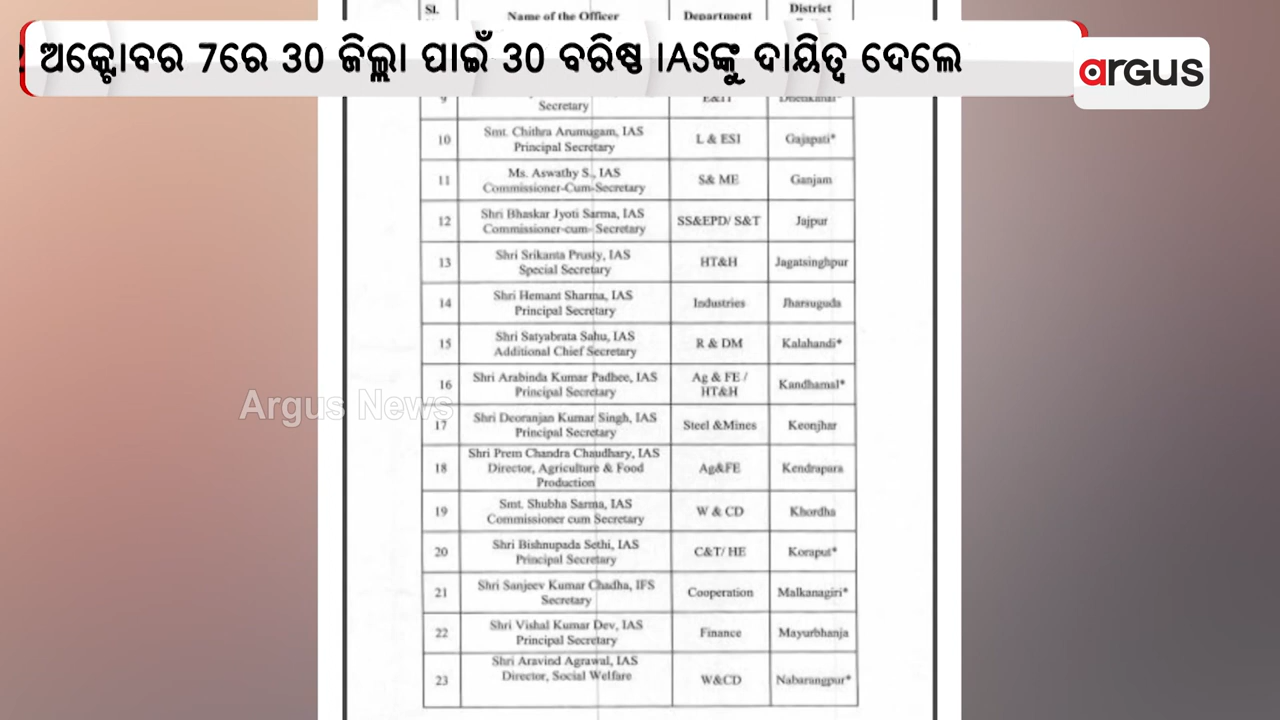 Sl.
Name of the Officer
Department
District
ଅକ୍ଟୋବର 7ରେ 30 ଜିଲ୍ଲା ପାଇଁ 30 ବରିଷ୍ଠ IASଙ୍କୁ ଦାୟିତ୍ୱ ଦେଲେ
argus
9
Secretary
E&IT
Dhenkanal*
10
Smt. Chithra Arumugam, IAS
Principal Secretary
L & ESI
Gajapati*
11
Ms. Aswathy S., IAS
Commissioner-Cum-Secretary
S& ME
Ganjam
12
Shri Bhaskar Jyoti Sarma, IAS
Commissioner-cum- Secretary
SS&EPD/ S&T
Jajpur
13
Shri Srikanta Prusty, IAS
Special Secretary
HT&H
Jagatsinghpur
14
Shri Hemant Sharma, IAS
Principal Secretary
Industries
Jharsuguda
15
Shri Satyabrata Sahu, IAS
Additional Chief Secretary
R & DM
Kalahandi*
16
Shri Arabinda Kumar Padhee, IAS
Principal Secretary
Ag & FE /
HT&H
Kandhamal*
Argus News
17
Shri Deoranjan Kumar Singh, IAS
Principal Secretary
Steel &Mines
Keonjhar
18
Shri Prem Chandra Chaudhary, IAS
Director, Agriculture & Food
Production
Ag&FE
Kendrapara
19
Smt. Shubha Sarma, IAS
Commissioner cum Secretary
W & CD
Khordha
20
Shri Bishnupada Sethi, IAS
Principal Secretary
C&T/ HE
Koraput*
21
Shri Sanjeev Kumar Chadha, IFS
Secretary
Cooperation
Malkanagiri*
22
Shri Vishal Kumar Dev, IAS
Principal Secretary
Finance
Mayurbhanja
23
Shri Aravind Agrawal, IAS
Director, Social Welfare
W&CD
Nabarangpur*